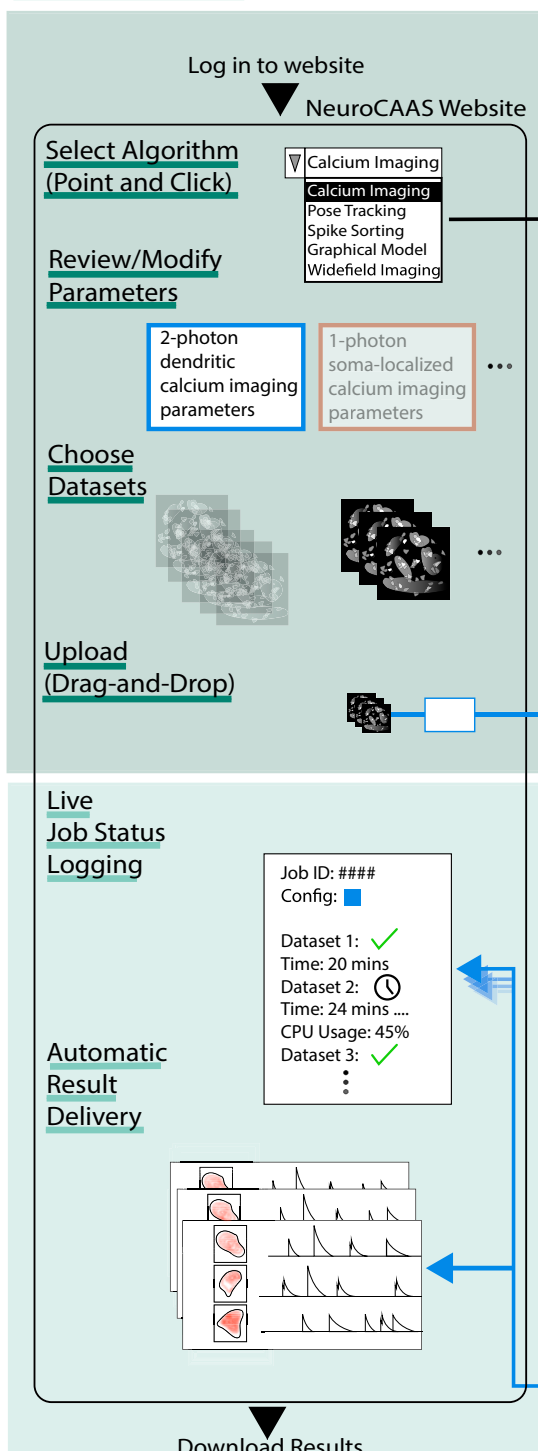 Log in to website
NeuroCAAS Website
Select Algorithm
(Point and Click)
Calcium Imaging
Calcium Imaging
Pose Tracking
Spike Sorting
Graphical Model
Widefield Imaging
Review/Modify
Parameters
2-photon
dendritic
calcium imaging
parameters
1-photon
soma-localized
calcium imaging
parameters
Choose
Datasets
Upload
(Drag-and-Drop)
Live
Job Status
Logging
Job ID: ####
Config:
Dataset 1:
Time: 20 mins
Dataset 2:
Time: 24 mins ....
CPU Usage: 45%
Dataset 3:
Automatic
Result
Delivery
Download Results